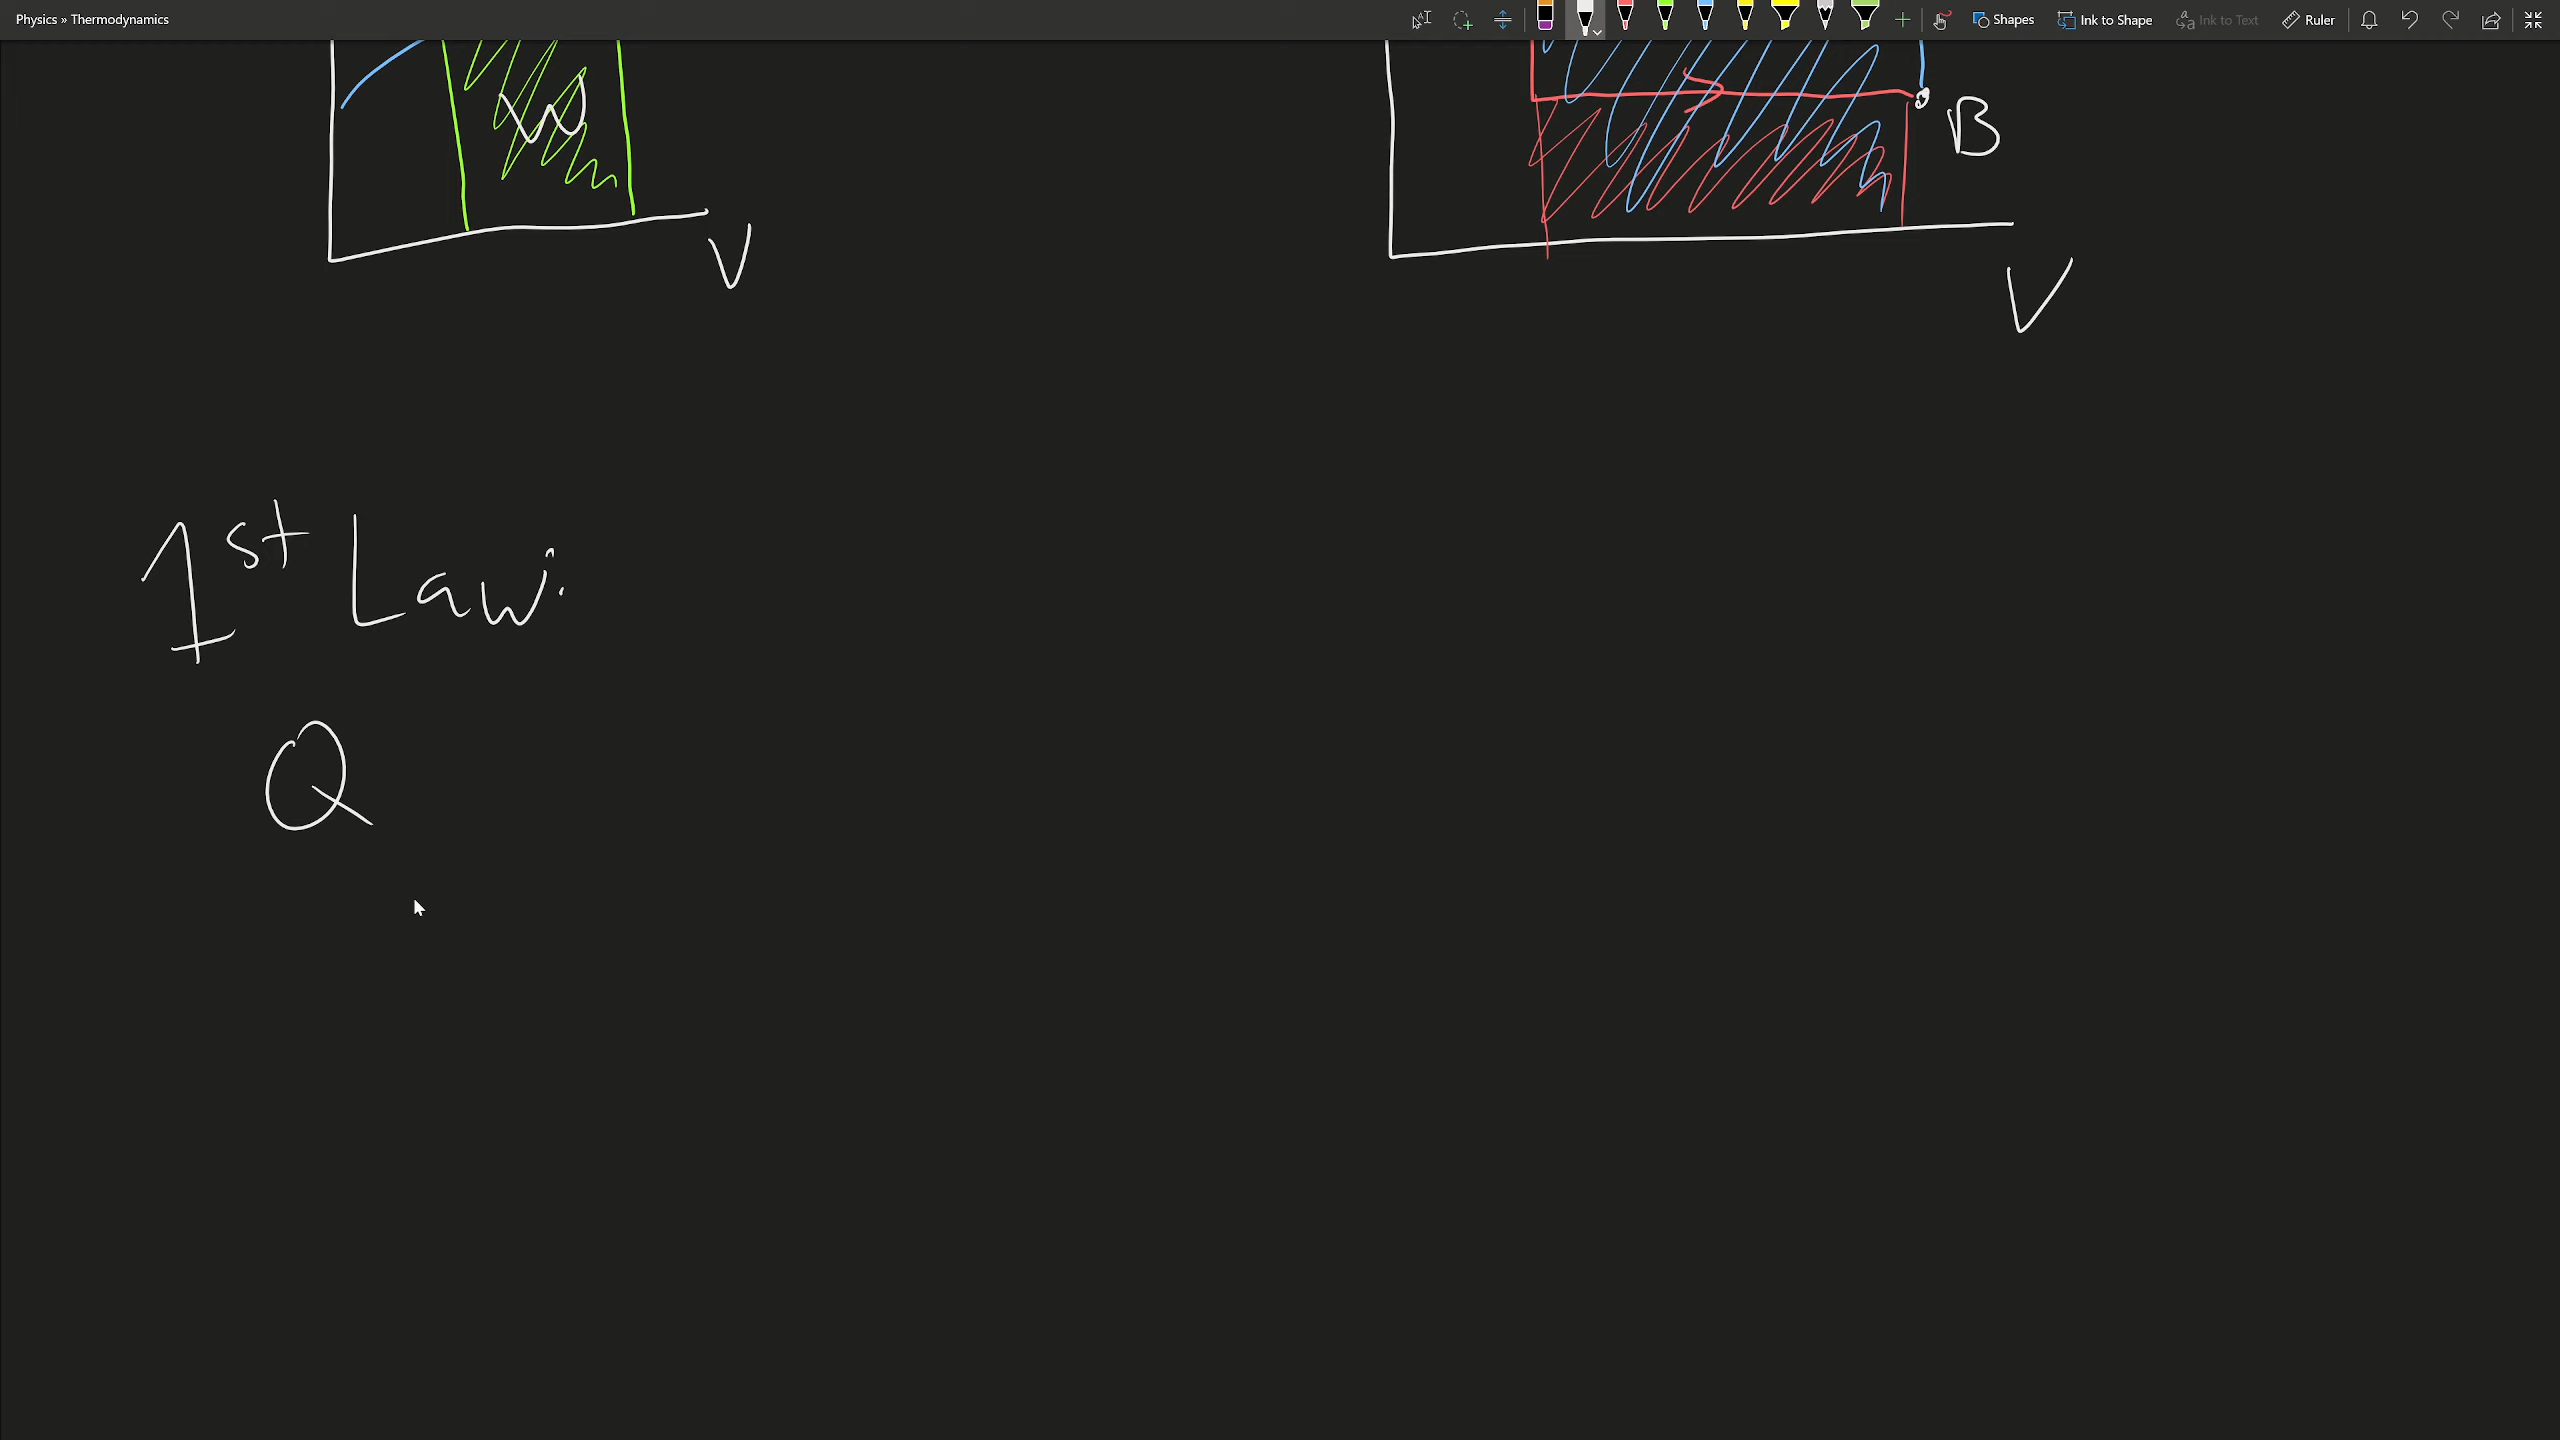 Physics » Thermodynamics
Shapes
Ink to Shape
Ink to Text
Ruler
W
B
V
V
1st Law:
Q